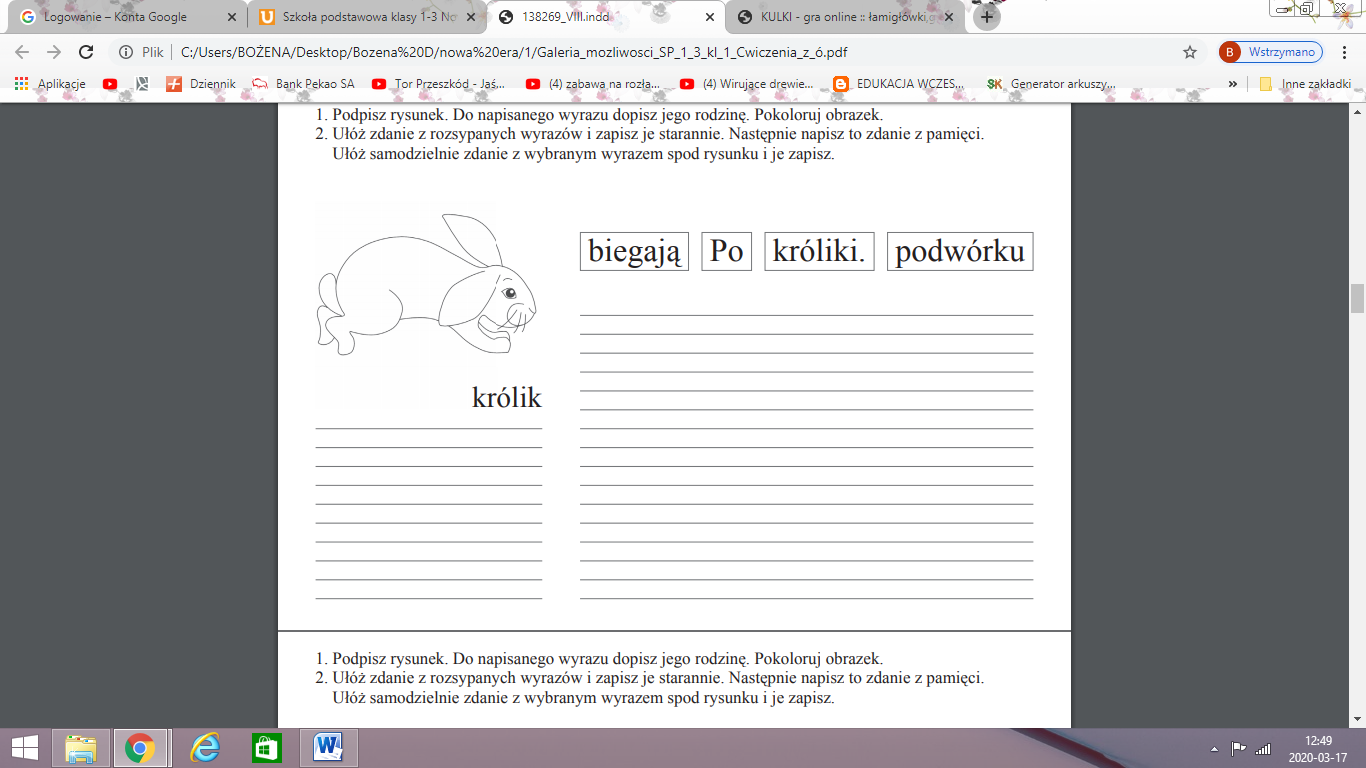 Logowanie – Konta Google
Szkoła podstawowa klasy 1-3 No
138269_VIII.indd
KULKI - gra online :: łamigłówki,g
Plik
C:/Users/BOŻENA/Desktop/Bozena%20D/nowa%20era/1/Galeria_mozliwosci_SP_1_3_kl_1_Cwiczenia_z_ó.pdf
B Wstrzymano
Aplikacje
Dziennik
Bank Pekao SA
Tor Przeszkód - Jaś...
(4) zabawa na rozła...
(4) Wirujące drewie...
EDUKACJA WCZES...
SK Generator arkuszy...
»
Inne zakładki
1. Podpisz rysunek. Do napisanego wyrazu dopisz jego rodzinę. Pokoloruj obrazek.
2. Ułóż zdanie z rozsypanych wyrazów i zapisz je starannie. Następnie napisz to zdanie z pamięci.
Ułóż samodzielnie zdanie z wybranym wyrazem spod rysunku i je zapisz.
biegają Po króliki. podwórku
królik
1. Podpisz rysunek. Do napisanego wyrazu dopisz jego rodzinę. Pokoloruj obrazek.
2. Ułóż zdanie z rozsypanych wyrazów i zapisz je starannie. Następnie napisz to zdanie z pamięci.
Ułóż samodzielnie zdanie z wybranym wyrazem spod rysunku i je zapisz.
12:49
2020-03-17